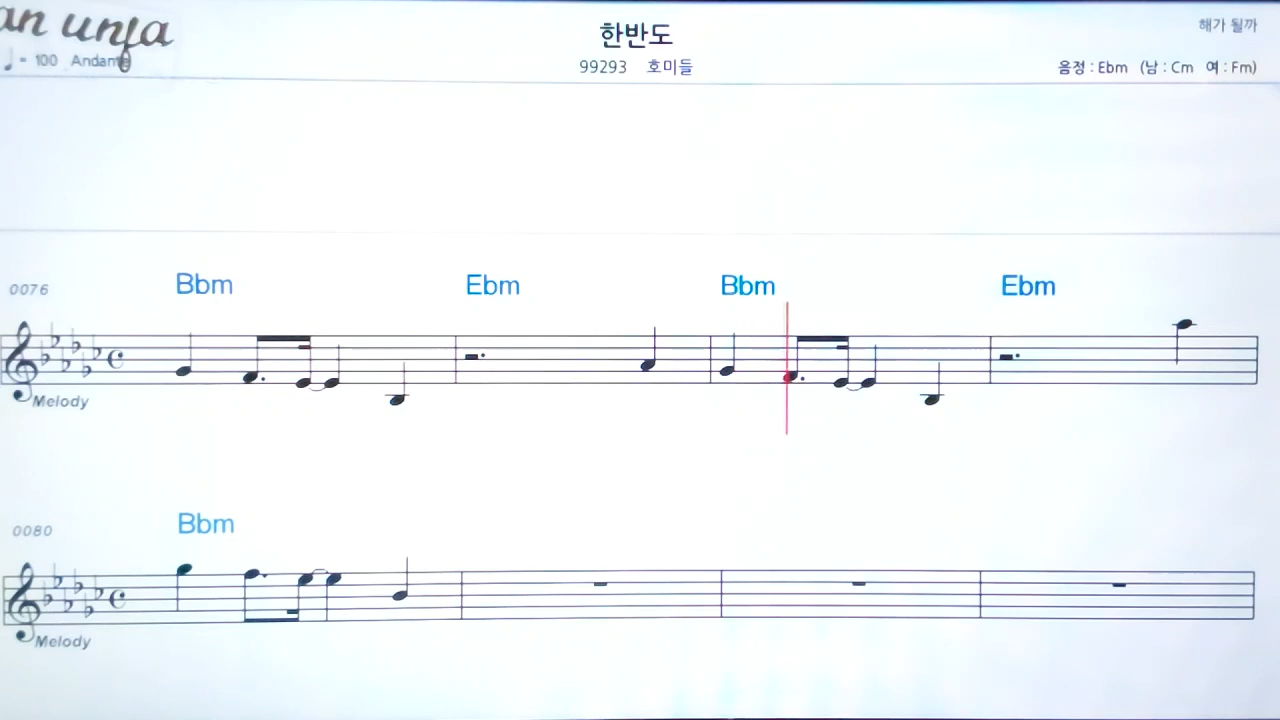 an unfa
♩ = 100 Andante
한반도
99293 호미들
해가 될까
음정 : Ebm (남 : Cm 여 : Fm)
0076 Bbm Ebm Bbm Ebm
Melody
0080 Bbm
Melody